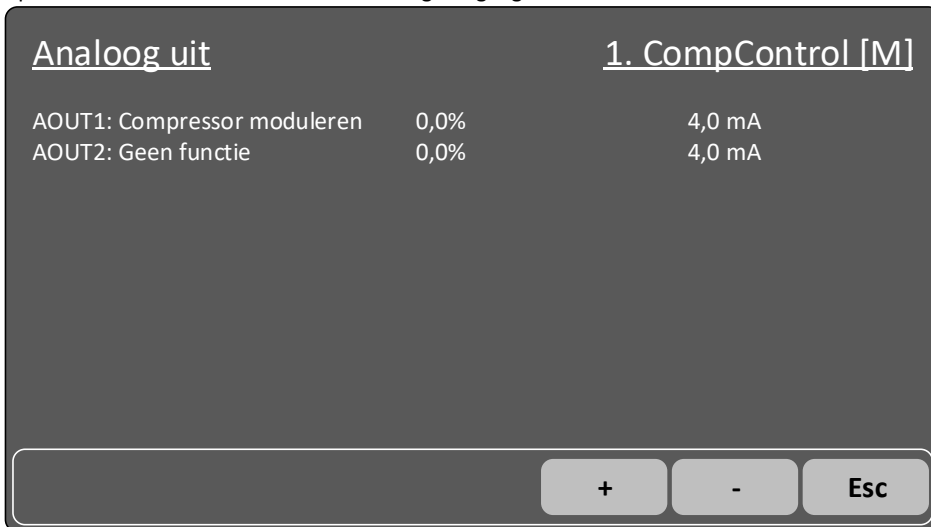 Analoog uit 1. CompControl [M]
AOUT1: Compressor moduleren 0,0% 4,0 mA
AOUT2: Geen functie 0,0% 4,0 mA
+ - Esc